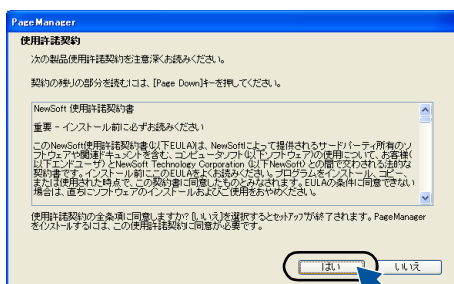 PageManager
使用許諾契約
次の製品使用許諾契約を注意深くお読みください。
契約の残りの部分を読むには、[Page Down]キーを押してください。
NewSoft 使用許諾契約書
重要 - インストール前に必ずお読みください
このNewSoft使用許諾契約書(以下EULA)は、NewSoftによって提供されるサードパーティ所有のソ
フトウェアや関連ドキュメントを含む、コンピュータソフト(以下ソフトウェア)の使用について、お客様(
以下エンドユーザ)とNewSoft Technology Corporation (以下NewSoft)との間で交わされる法的な
契約書です。インストール前にこのEULAをよくお読みください。プログラムをインストール、コピー、
または使用された時点で、この契約書に同意したものとみなされます。EULAの条件に同意できない
場合は、直ちにソフトウェアのインストールおよびご使用をおやめください。
使用許諾契約の全条項に同意しますか? [いいえ]を選択するとセットアップが終了されます。PageManager
をインストールするには、この使用許諾契約に同意が必要です。
はい
いいえ